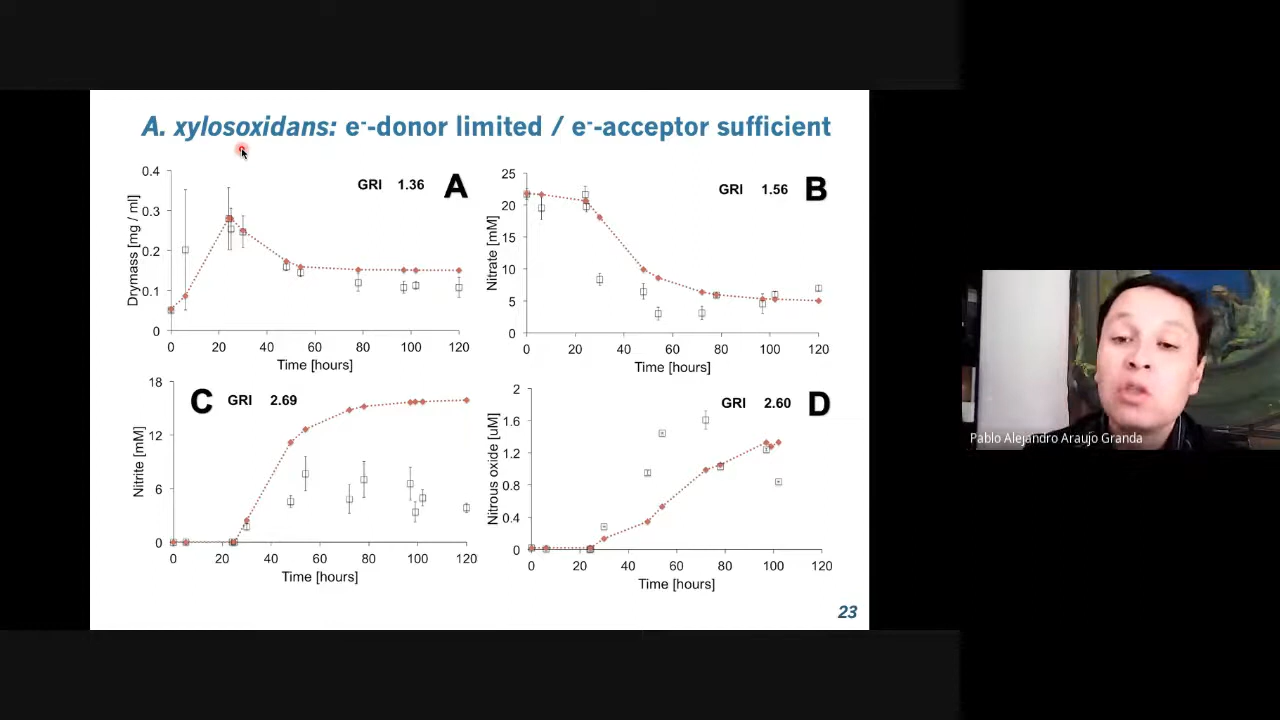 A. xylosoxidans: e⁻-donor limited / e⁻-acceptor sufficient
GRI 1.36 A
Drymass [mg / ml]
0.4
0.3
0.2
0.1
0
0 20 40 60 80 100 120
Time [hours]
GRI 1.56 B
Nitrate [mM]
25
20
15
10
5
0
0 20 40 60 80 100 120
Time [hours]
C GRI 2.69
Nitrite [mM]
18
12
6
0
0 20 40 60 80 100 120
Time [hours]
GRI 2.60 D
Nitrous oxide [uM]
2
1.6
1.2
0.8
0.4
0
0 20 40 60 80 100 120
Time [hours]
23
Pablo Alejandro Araujo Granda